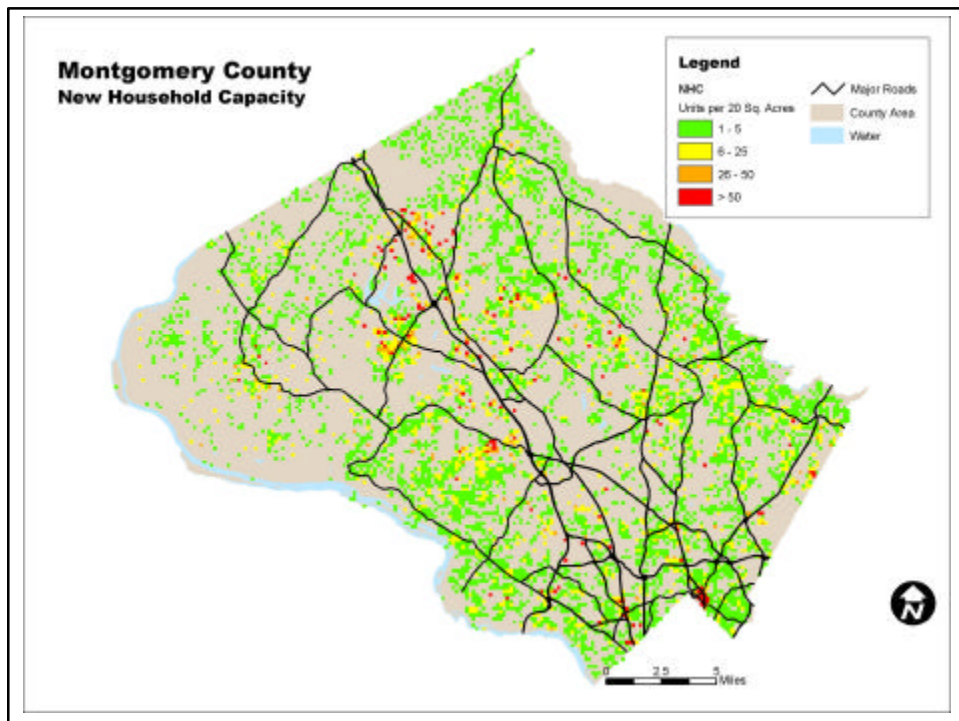 Montgomery County
New Household Capacity
Legend
NHC
Units per 20 Sq. Acres
1 - 5
6 - 25
26 - 50
> 50
Major Roads
County Area
Water
N
0 2.5 5
Miles